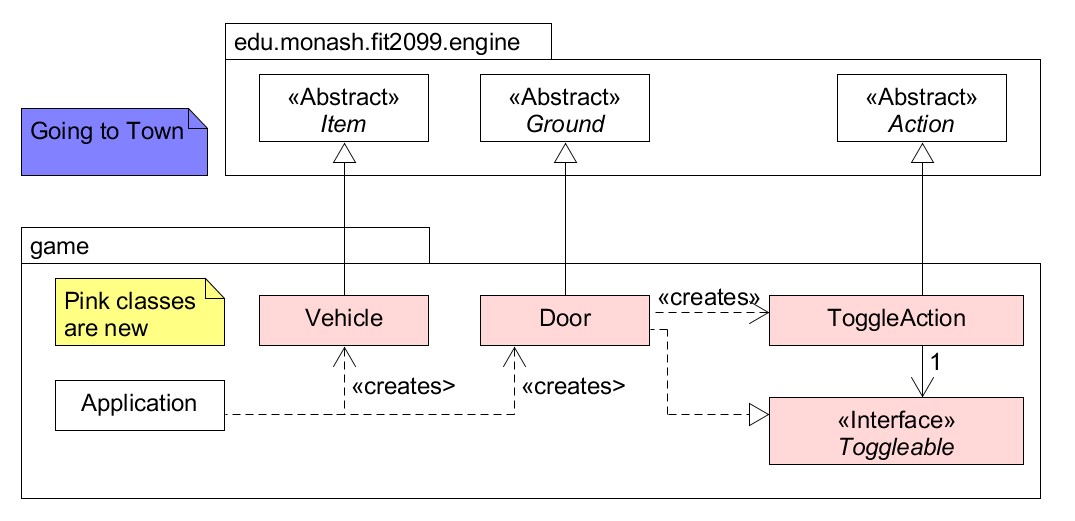 edu.monash.fit2099.engine
«Abstract»
Item
«Abstract»
Ground
«Abstract»
Action
Going to Town
game
Pink classes
are new
Vehicle
Door
«creates»
ToggleAction
Application
«creates>
«creates>
1
«Interface»
Toggleable